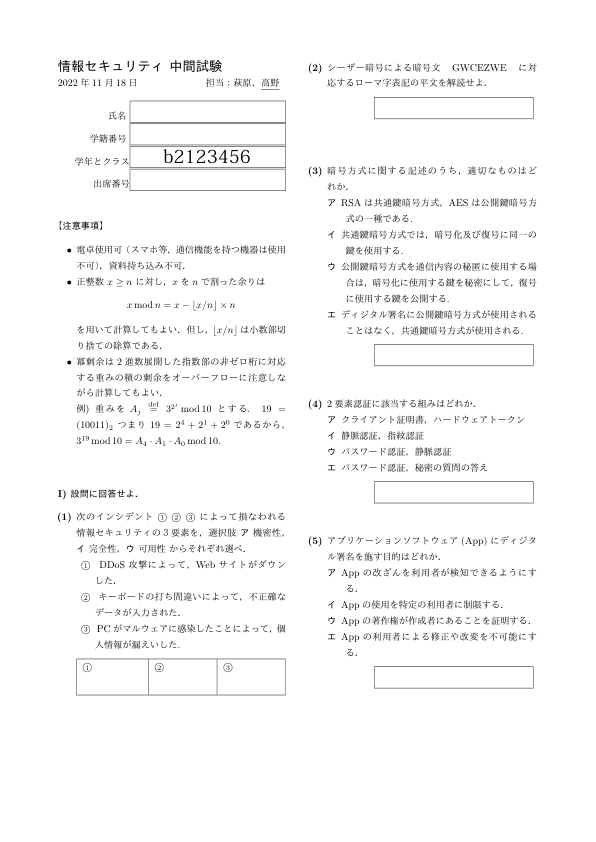 情報セキュリティ 中間試験
2022 年 11 月 18 日 担当：萩原，高野
氏名
学籍番号
学年とクラス b2123456
出席番号
【注意事項】
• 電卓使用可（スマホ等，通信機能を持つ機器は使用
不可），資料持ち込み不可．
• 正整数 x ≥ n に対し，x を n で割った余りは
x mod n = x − ⌊x/n⌋ × n
を用いて計算してもよい．但し，⌊x/n⌋ は小数部切
り捨ての除算である．
• 冪剰余は 2 進数展開した指数部の非ゼロ桁に対応
する重みの積の剰余をオーバーフローに注意しな
がら計算してもよい．
例) 重みを A_j def= 3^{2^j} mod 10 とする． 19 =
(10011)₂ つまり 19 = 2⁴ + 2¹ + 2⁰ であるから，
3¹⁹ mod 10 = A₄ · A₁ · A₀ mod 10.
I) 設問に回答せよ．
(1) 次のインシデント ① ② ③ によって損なわれる
情報セキュリティの 3 要素を，選択肢 ア 機密性，
イ 完全性，ウ 可用性 からそれぞれ選べ．
① DDoS 攻撃によって，Web サイトがダウン
した．
② キーボードの打ち間違いによって，不正確な
データが入力された．
③ PC がマルウェアに感染したことによって，個
人情報が漏えいした．
① ② ③
(2) シーザー暗号による暗号文 GWCEZWE に対
応するローマ字表記の平文を解読せよ．
(3) 暗号方式に関する記述のうち，適切なものはど
れか．
ア RSA は共通鍵暗号方式，AES は公開鍵暗号方
式の一種である．
イ 共通鍵暗号方式では，暗号化及び復号に同一の
鍵を使用する．
ウ 公開鍵暗号方式を通信内容の秘匿に使用する場
合は，暗号化に使用する鍵を秘密にして，復号
に使用する鍵を公開する．
エ ディジタル署名に公開鍵暗号方式が使用される
ことはなく，共通鍵暗号方式が使用される．
(4) 2 要素認証に該当する組みはどれか．
ア クライアント証明書，ハードウェアトークン
イ 静脈認証，指紋認証
ウ パスワード認証，静脈認証
エ パスワード認証，秘密の質問の答え
(5) アプリケーションソフトウェア (App) にディジタ
ル署名を施す目的はどれか．
ア App の改ざんを利用者が検知できるようにす
る．
イ App の使用を特定の利用者に制限する．
ウ App の著作権が作成者にあることを証明する．
エ App の利用者による修正や改変を不可能にす
る．